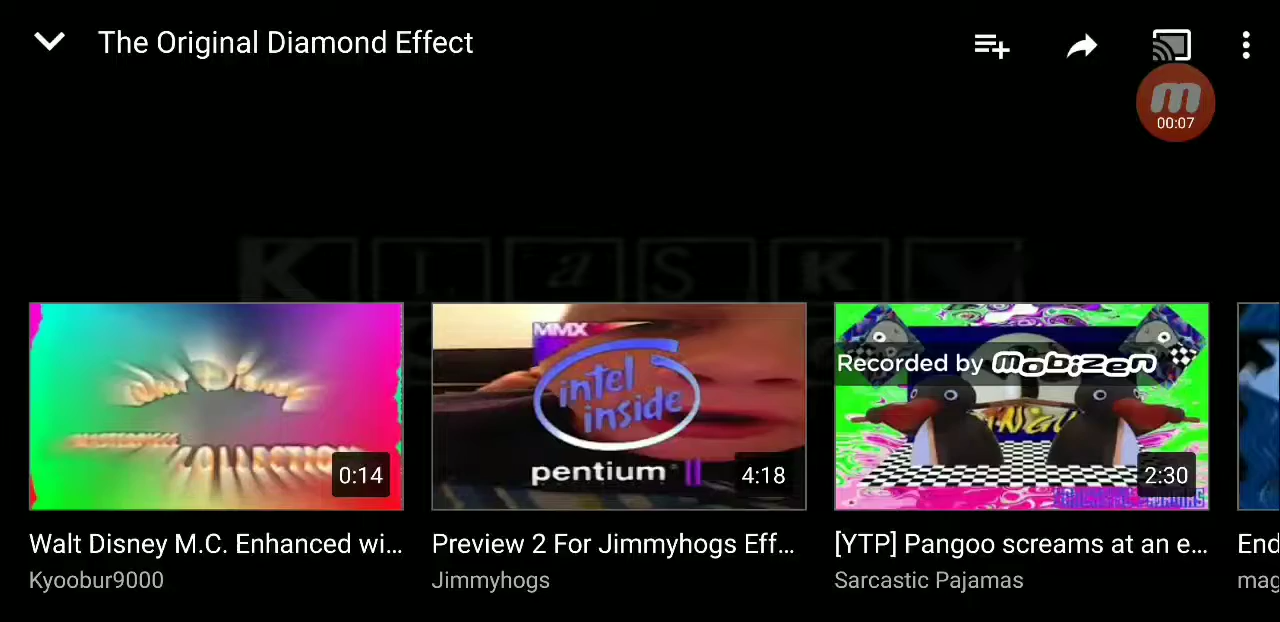 The Original Diamond Effect
00:07
K L a S K Y
WALT DISNEY
MASTERPIECE
COLLECTION
0:14
MMX
intel
inside
pentium II
4:18
Recorded by mobizen
2:30
Walt Disney M.C. Enhanced wi...
Kyoobur9000
Preview 2 For Jimmyhogs Eff...
Jimmyhogs
[YTP] Pangoo screams at an e...
Sarcastic Pajamas
End
mag